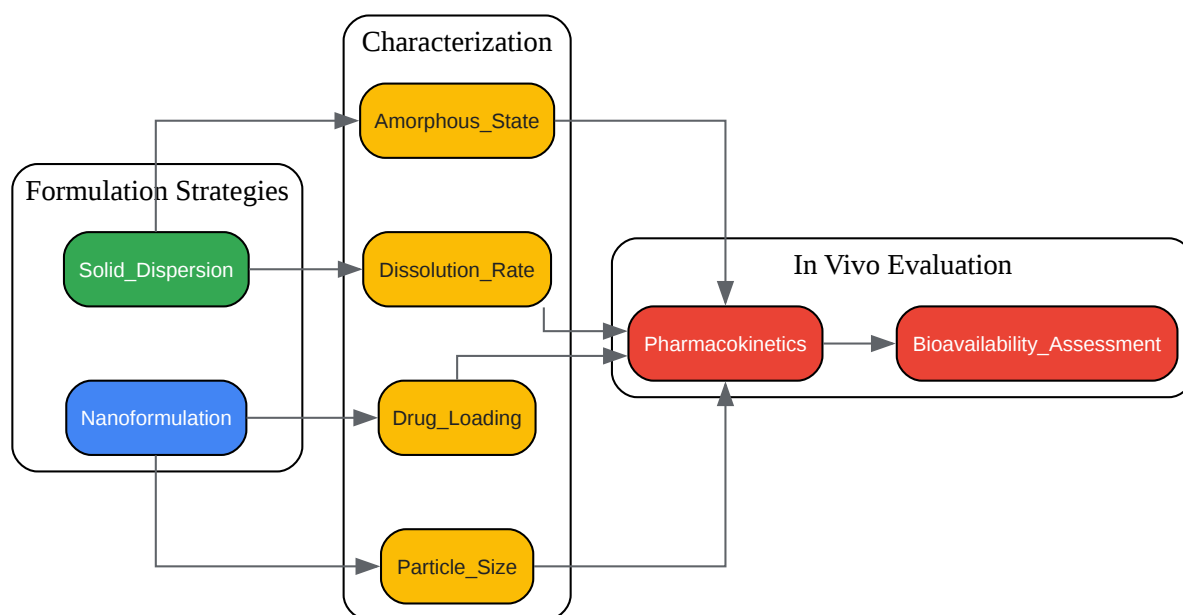 Formulation Strategies
Solid_Dispersion
Nanoformulation
Characterization
Amorphous_State
Dissolution_Rate
Drug_Loading
Particle_Size
In Vivo Evaluation
Pharmacokinetics
Bioavailability_Assessment